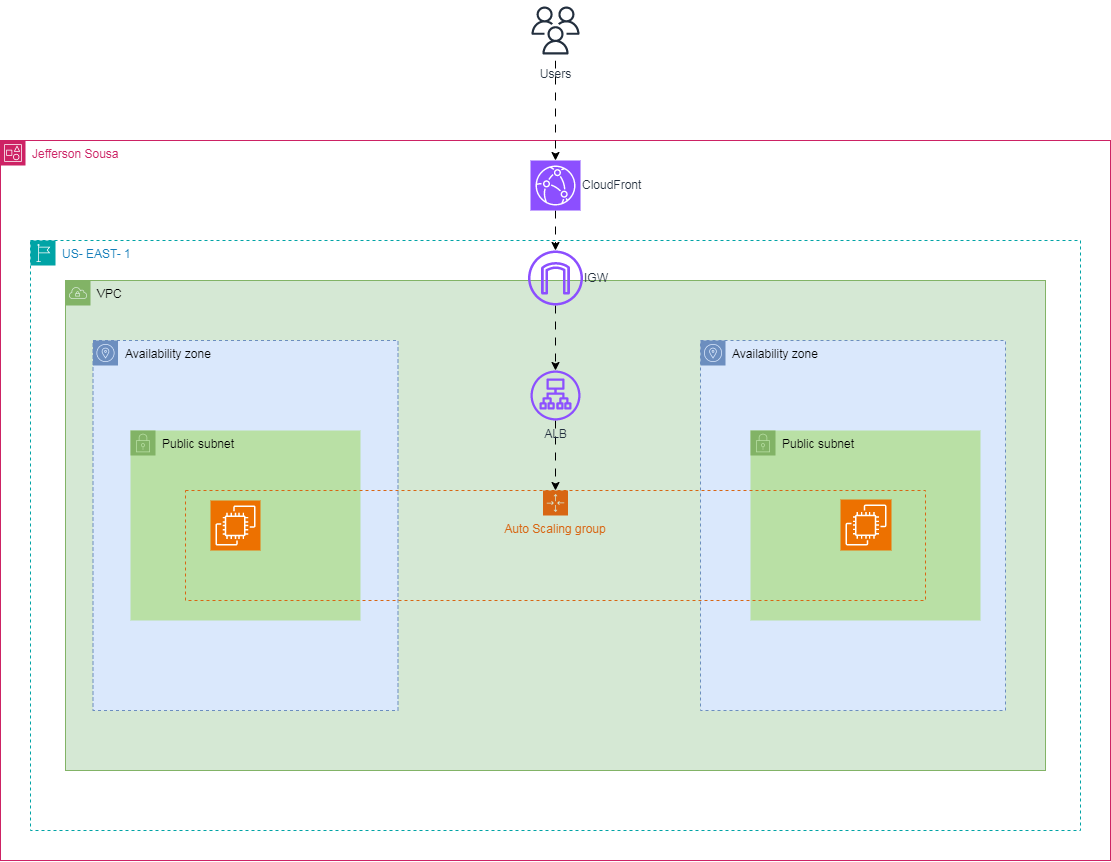 Users
Jefferson Sousa
CloudFront
US- EAST- 1
IGW
VPC
Availability zone
Availability zone
ALB
Public subnet
Public subnet
Auto Scaling group